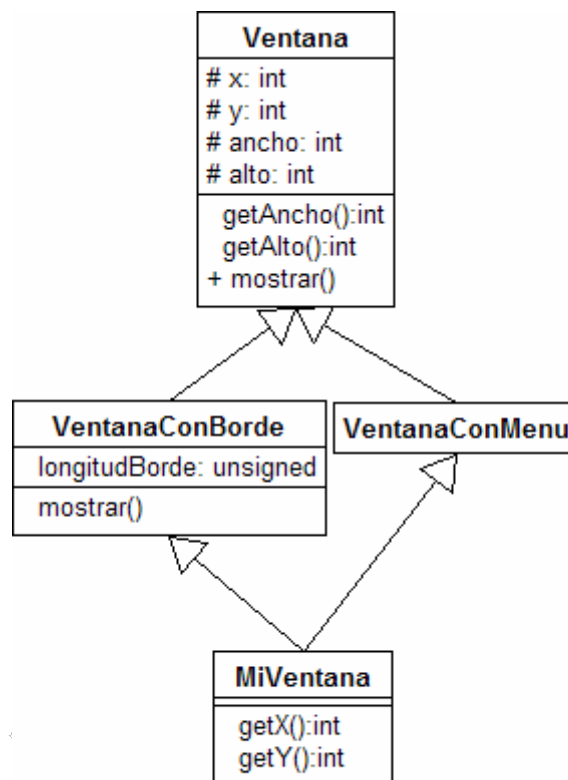 Ventana
# x: int
# y: int
# ancho: int
# alto: int
getAncho():int
getAlto():int
+ mostrar()
VentanaConBorde
longitudBorde: unsigned
mostrar()
VentanaConMenu
MiVentana
getX():int
getY():int